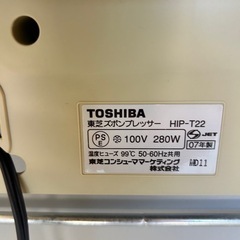 TOSHIBA
東芝ズボンプレッサー HIP-T22
PS E 100V 280W JET
07年製
温度ヒューズ 99℃ 50-60Hz共用
東芝コンシューママーケティング
株式会社 MD11